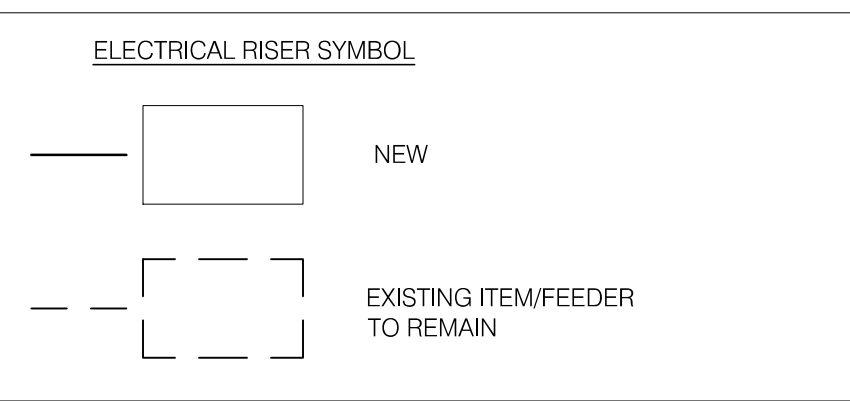 ELECTRICAL RISER SYMBOL
NEW
EXISTING ITEM/FEEDER
TO REMAIN